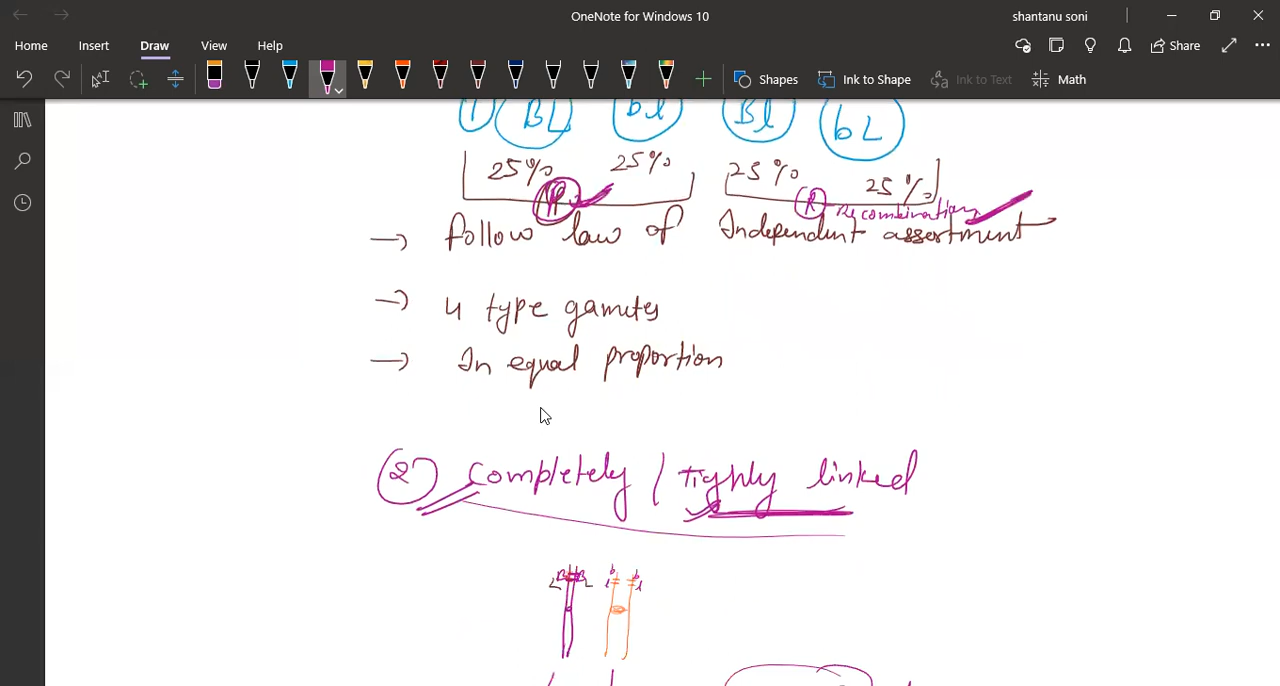 OneNote for Windows 10
shantanu soni
Home Insert Draw View Help
Share
Shapes
Ink to Shape
Ink to Text
Math
1 BL bl Bl bL
25% 25% 25% 25%
P R Recombination
→ follow law of Independent assortment
→ 4 type gametes
→ In equal proportion
2 Completely / Tighly linked
L B B L b b
l l